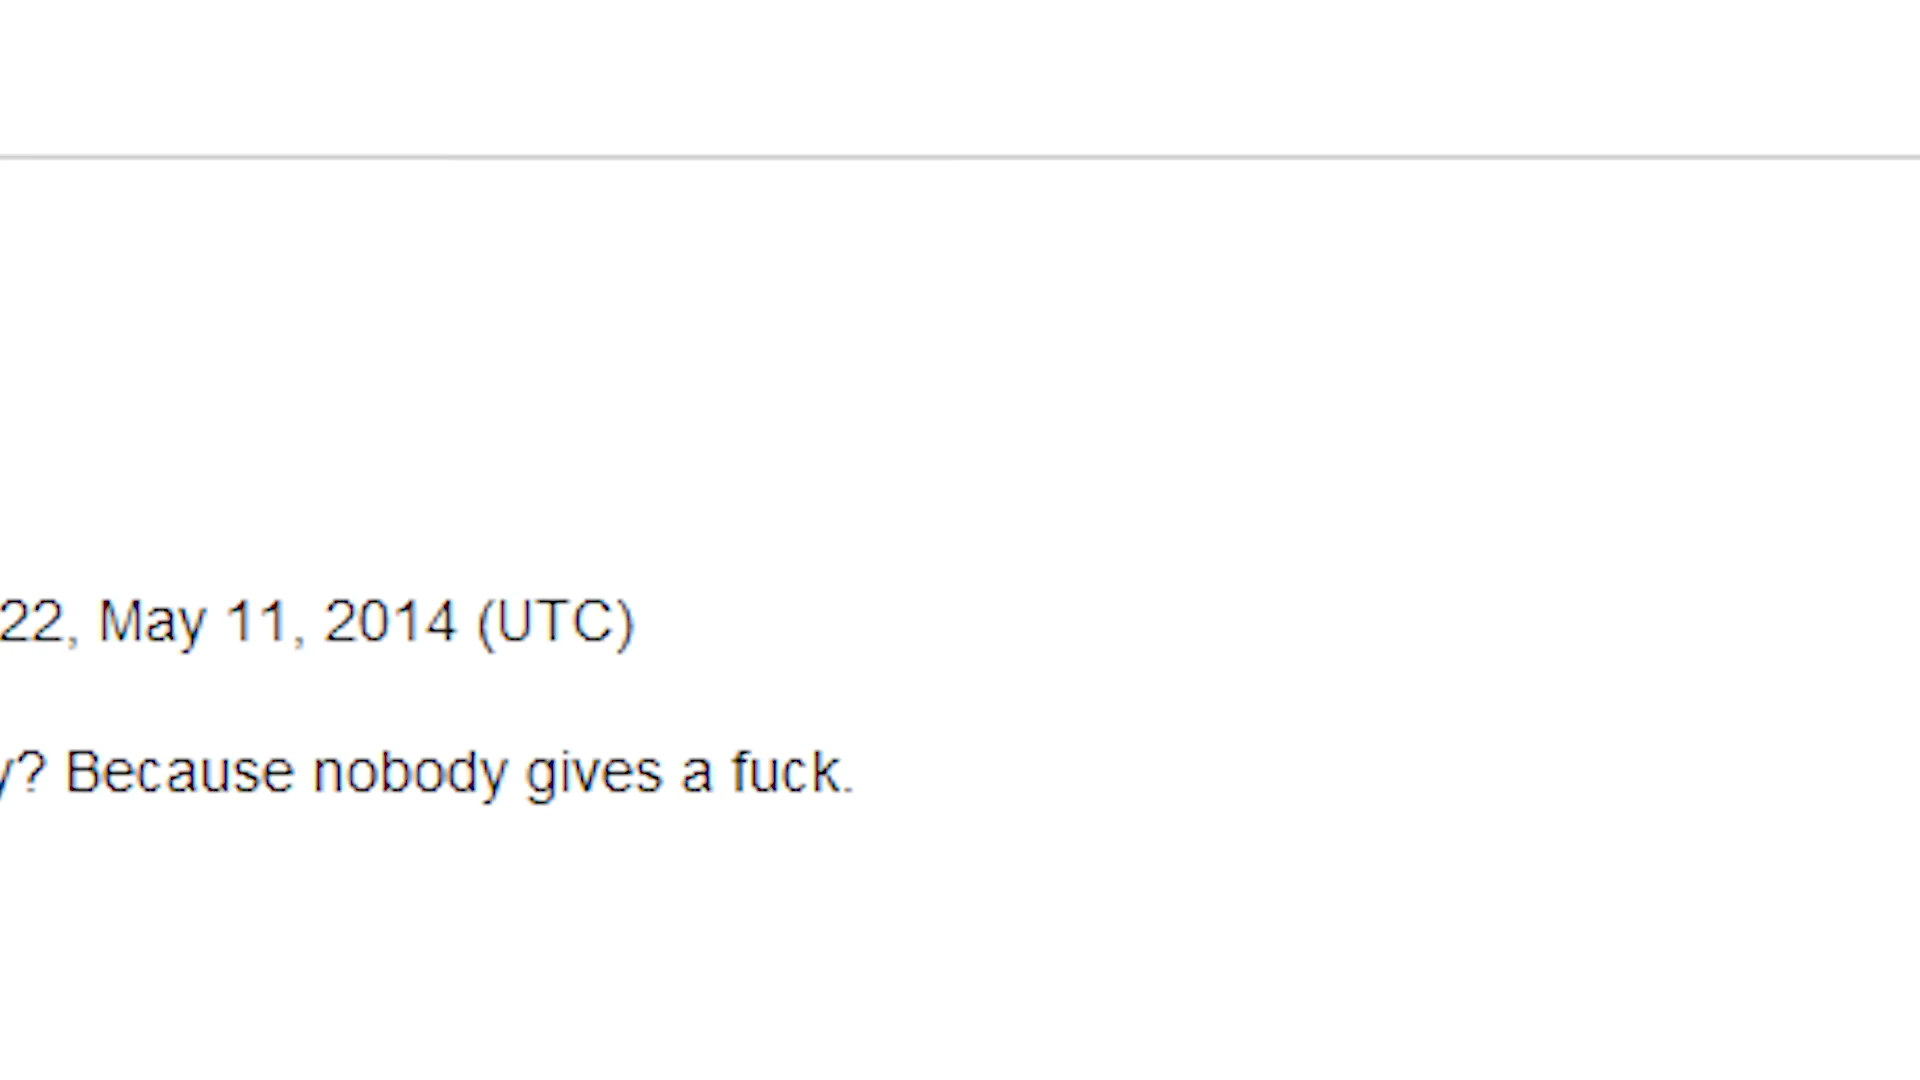 22, May 11, 2014 (UTC)
y? Because nobody gives a fuck.